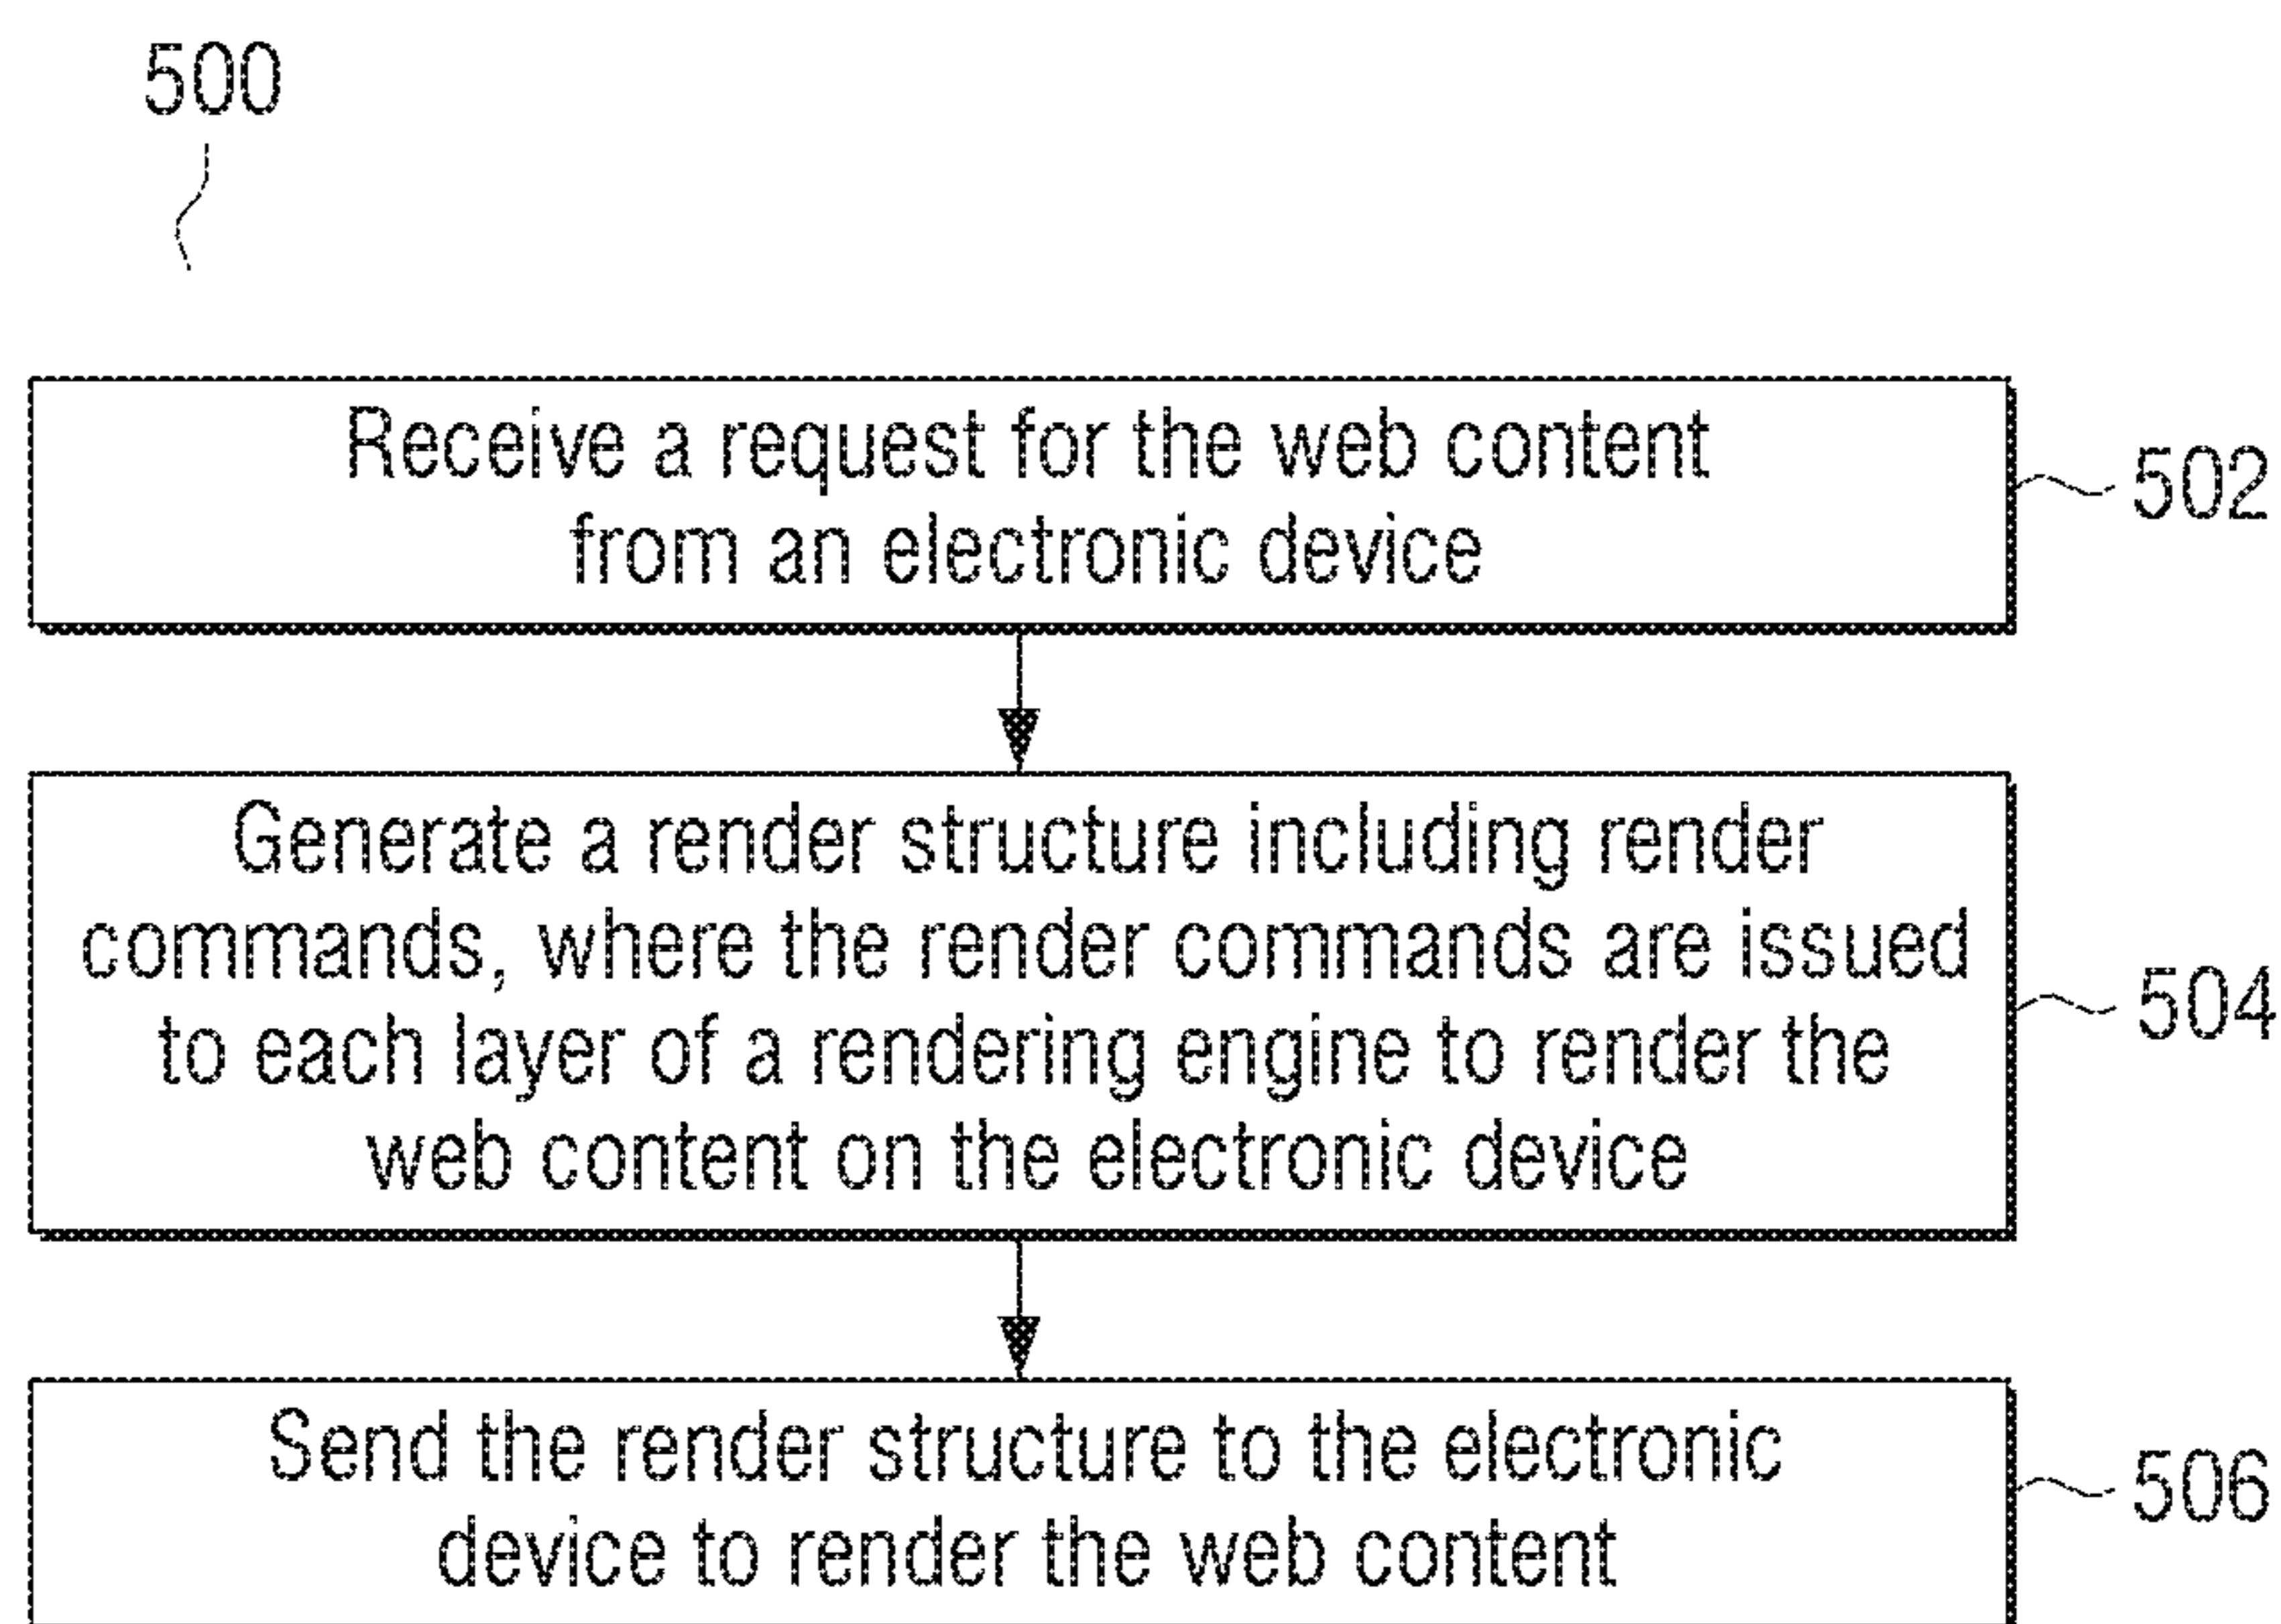 500
Receive a request for the web content
from an electronic device
502
Generate a render structure including render
commands, where the render commands are issued
to each layer of a rendering engine to render the
web content on the electronic device
504
Send the render structure to the electronic
device to render the web content
506